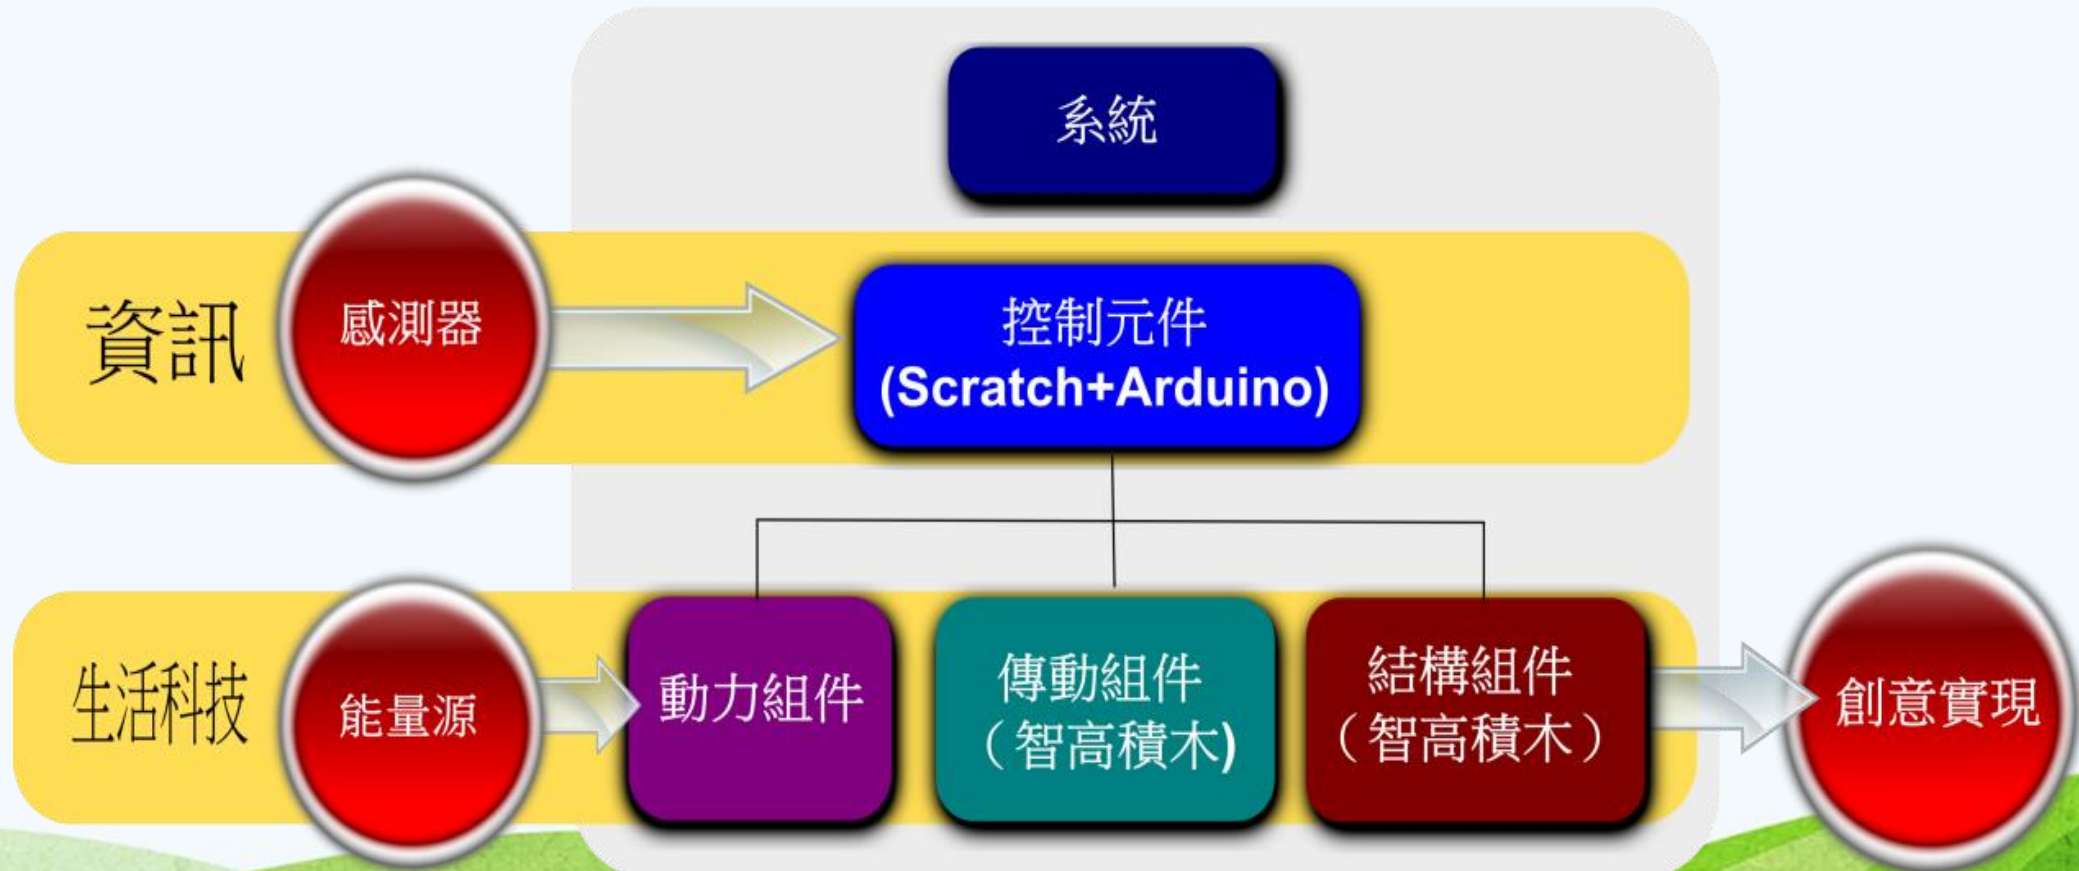 系統
資訊
感測器
控制元件
(Scratch+Arduino)
生活科技
能量源
動力組件
傳動組件
（智高積木)
結構組件
（智高積木）
創意實現